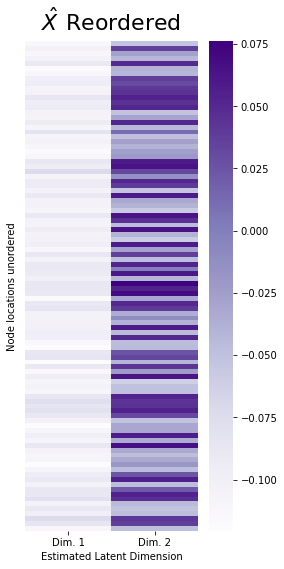 X̂ Reordered
Node locations unordered
0.075
0.050
0.025
0.000
−0.025
−0.050
−0.075
−0.100
Dim. 1
Dim. 2
Estimated Latent Dimension